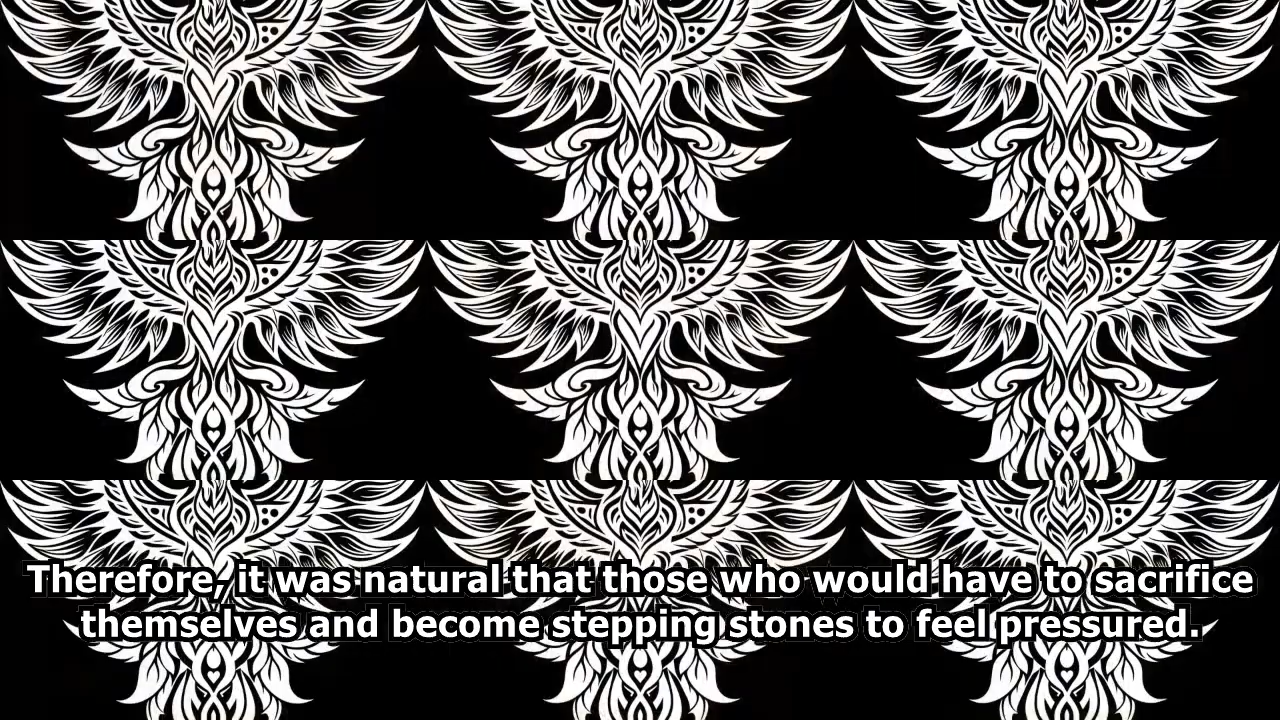 Therefore, it was natural that those who would have to sacrifice
themselves and become stepping stones to feel pressured.